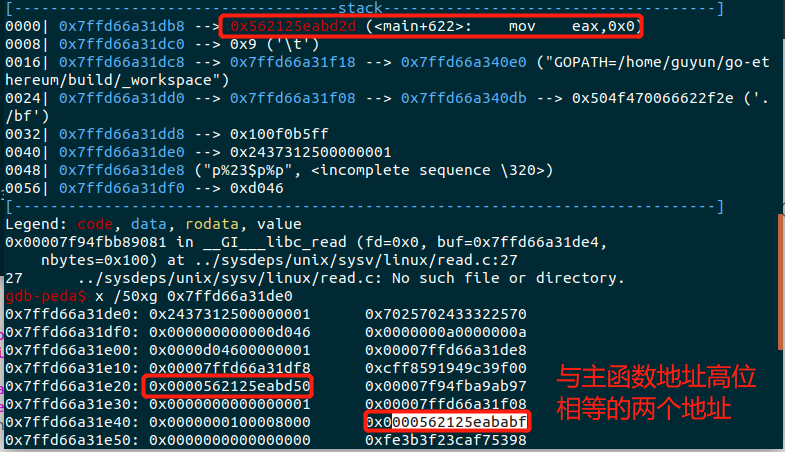 [------------------------------------stack-------------------------------------]
0000| 0x7ffd66a31db8 --> 0x562125eabd2d (<main+622>: mov eax,0x0)
0008| 0x7ffd66a31dc0 --> 0x9 ('\t')
0016| 0x7ffd66a31dc8 --> 0x7ffd66a31f18 --> 0x7ffd66a340e0 ("GOPATH=/home/guyun/go-et
hereum/build/_workspace")
0024| 0x7ffd66a31dd0 --> 0x7ffd66a31f08 --> 0x7ffd66a340db --> 0x504f470066622f2e ('.
/bf')
0032| 0x7ffd66a31dd8 --> 0x100f0b5ff
0040| 0x7ffd66a31de0 --> 0x2437312500000001
0048| 0x7ffd66a31de8 ("p%23$p%p", <incomplete sequence \320>)
0056| 0x7ffd66a31df0 --> 0xd046
[------------------------------------------------------------------------------]
Legend: code, data, rodata, value
0x00007f94fbb89081 in __GI___libc_read (fd=0x0, buf=0x7ffd66a31de4,
nbytes=0x100) at ../sysdeps/unix/sysv/linux/read.c:27
27 ../sysdeps/unix/sysv/linux/read.c: No such file or directory.
gdb-peda$ x /50xg 0x7ffd66a31de0
0x7ffd66a31de0: 0x2437312500000001 0x7025702433322570
0x7ffd66a31df0: 0x000000000000d046 0x0000000a0000000a
0x7ffd66a31e00: 0x0000d04600000001 0x00007ffd66a31de8
0x7ffd66a31e10: 0x00007ffd66a31df8 0xcff8591949c39f00
0x7ffd66a31e20: 0x0000562125eabd50 0x00007f94fba9ab97
0x7ffd66a31e30: 0x0000000000000001 0x00007ffd66a31f08
0x7ffd66a31e40: 0x0000000100008000 0x0000562125eababf
0x7ffd66a31e50: 0x0000000000000000 0xfe3b3f23caf75398
与主函数地址高位
相等的两个地址